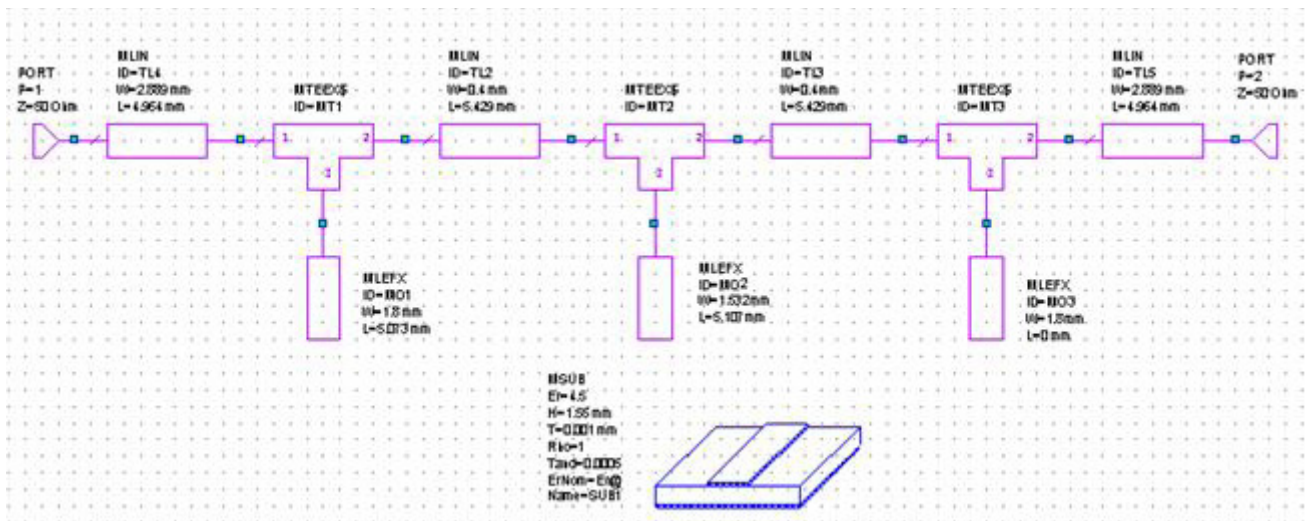 PORT
P=1
Z=50 Ohm
MLIN
ID=TL4
W=2.889 mm
L=4.964 mm
MTEEX$
ID=MT1
MLIN
ID=TL2
W=0.4 mm
L=5.429 mm
MTEEX$
ID=MT2
MLIN
ID=TL3
W=0.4 mm
L=5.429 mm
MTEEX$
ID=MT3
MLIN
ID=TL5
W=2.889 mm
L=4.964 mm
PORT
P=2
Z=50 Ohm
1
2
3
1
2
3
1
2
3
MLEFX
ID=MO1
W=1.8 mm
L=5.073 mm
MLEFX
ID=MO2
W=1.532 mm
L=5.107 mm
MLEFX
ID=MO3
W=1.8 mm
L=0 mm
MSUB
Er=4.5
H=1.55 mm
T=0.001 mm
Rho=1
Tand=0.0005
ErNom=Er@
Name=SUB1